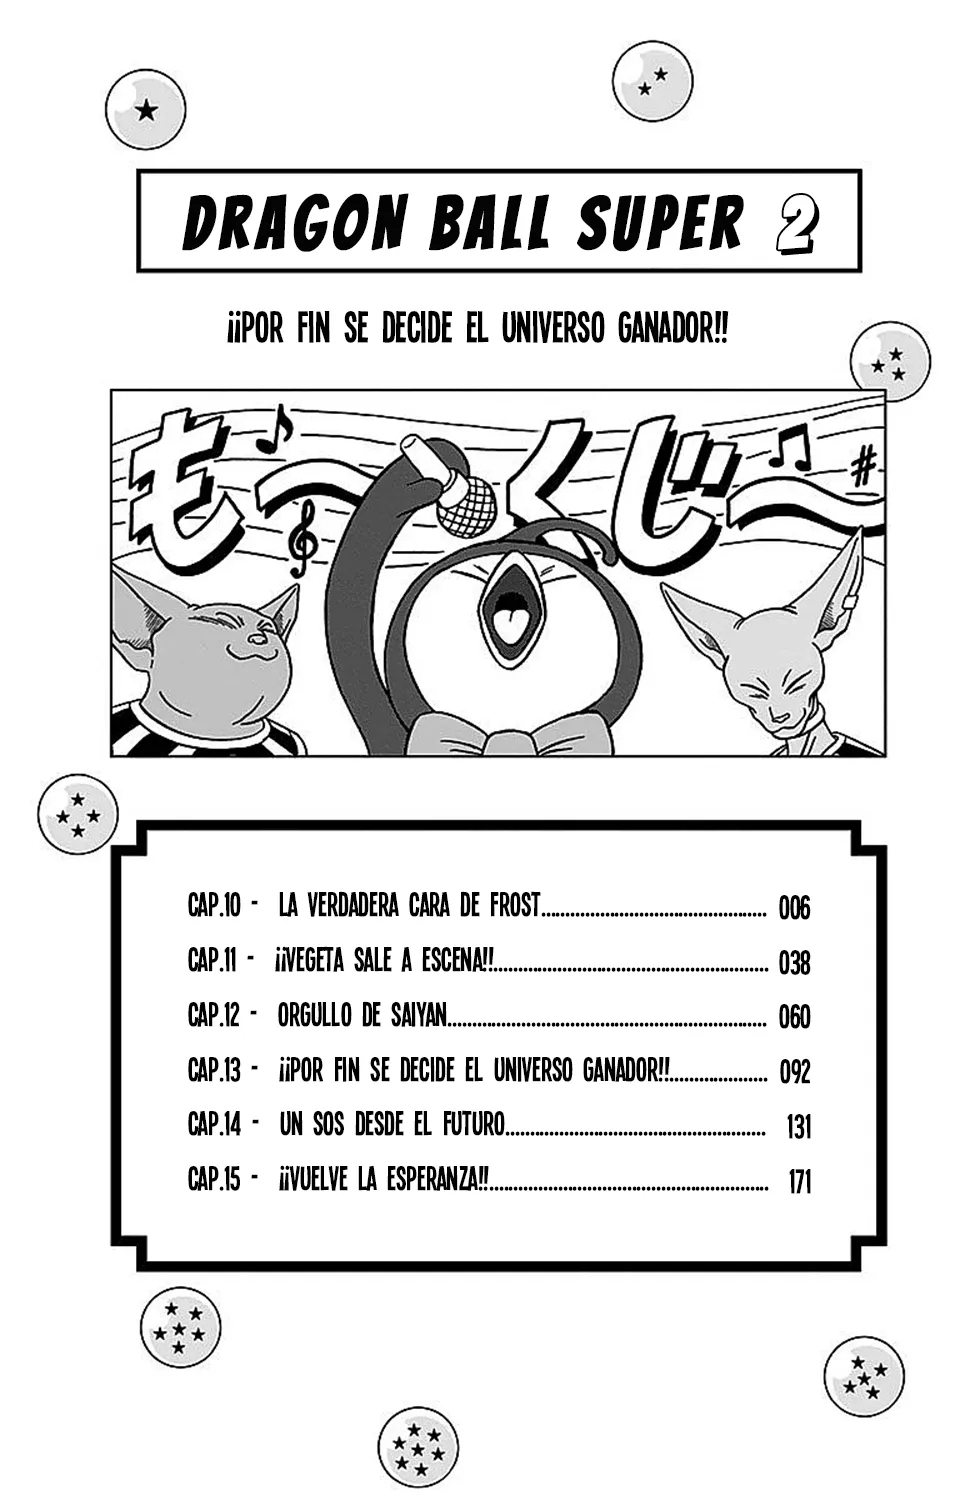 DRAGON BALL SUPER 2
¡¡POR FIN SE DECIDE EL UNIVERSO GANADOR!!
も〜くじ〜
CAP.10 - LA VERDADERA CARA DE FROST............................................. 006
CAP.11 - ¡¡VEGETA SALE A ESCENA!!....................................................... 038
CAP.12 - ORGULLO DE SAIYAN................................................................ 060
CAP.13 - ¡¡POR FIN SE DECIDE EL UNIVERSO GANADOR!!.................... 092
CAP.14 - UN SOS DESDE EL FUTURO.................................................... 131
CAP.15 - ¡¡VUELVE LA ESPERANZA!!........................................................ 171